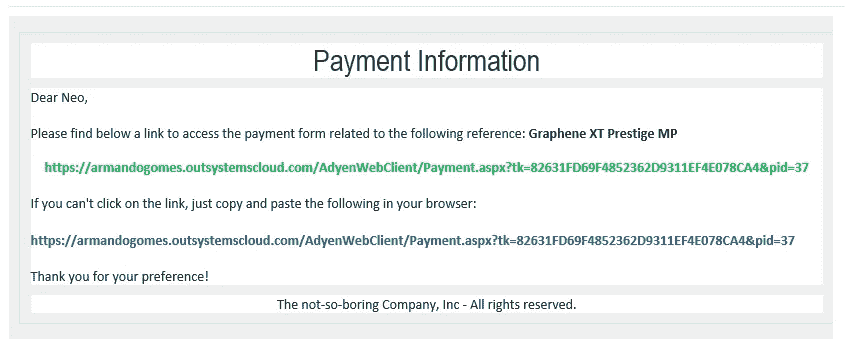 Payment Information
Dear Neo,
Please find below a link to access the payment form related to the following reference: Graphene XT Prestige MP
https://armandogomes.outsystemscloud.com/AdyenWebClient/Payment.aspx?tk=82631FD69F4852362D9311EF4E078CA4&pid=37
If you can't click on the link, just copy and paste the following in your browser:
https://armandogomes.outsystemscloud.com/AdyenWebClient/Payment.aspx?tk=82631FD69F4852362D9311EF4E078CA4&pid=37
Thank you for your preference!
The not-so-boring Company, Inc - All rights reserved.